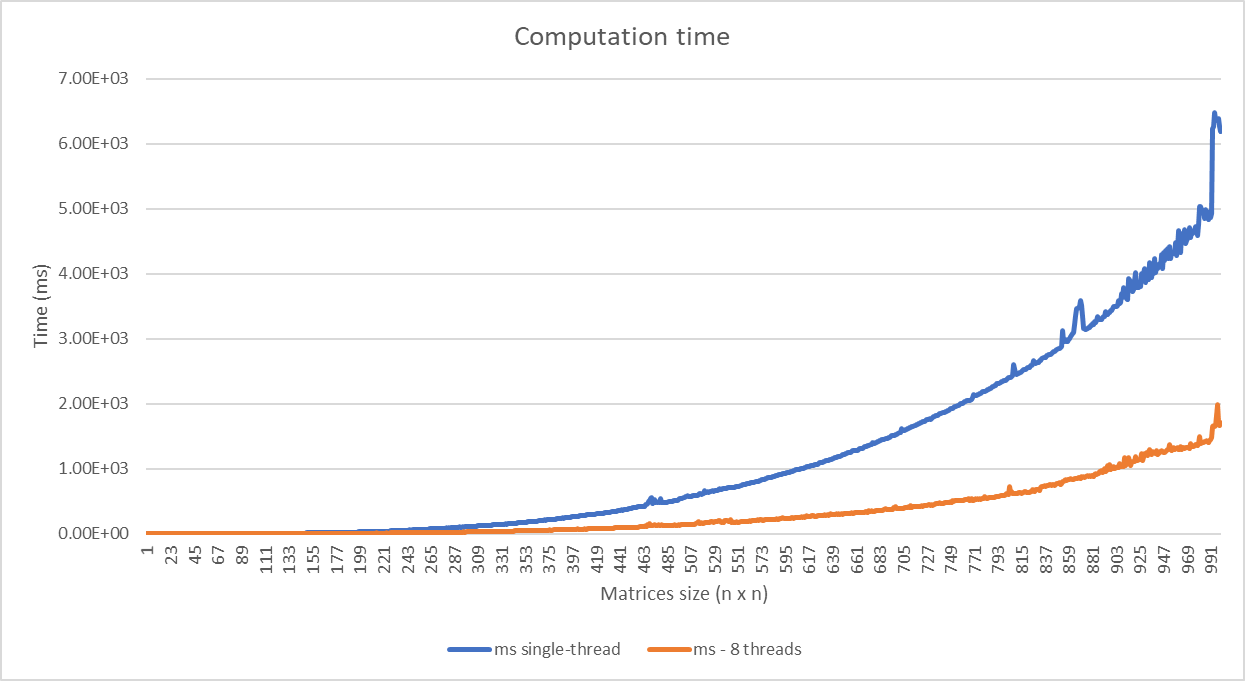 Computation time
7.00E+03
6.00E+03
5.00E+03
4.00E+03
3.00E+03
2.00E+03
1.00E+03
0.00E+00
Time (ms)
1 23 45 67 89 111 133 155 177 199 221 243 265 287 309 331 353 375 397 419 441 463 485 507 529 551 573 595 617 639 661 683 705 727 749 771 793 815 837 859 881 903 925 947 969 991
Matrices size (n x n)
ms single-thread ms - 8 threads